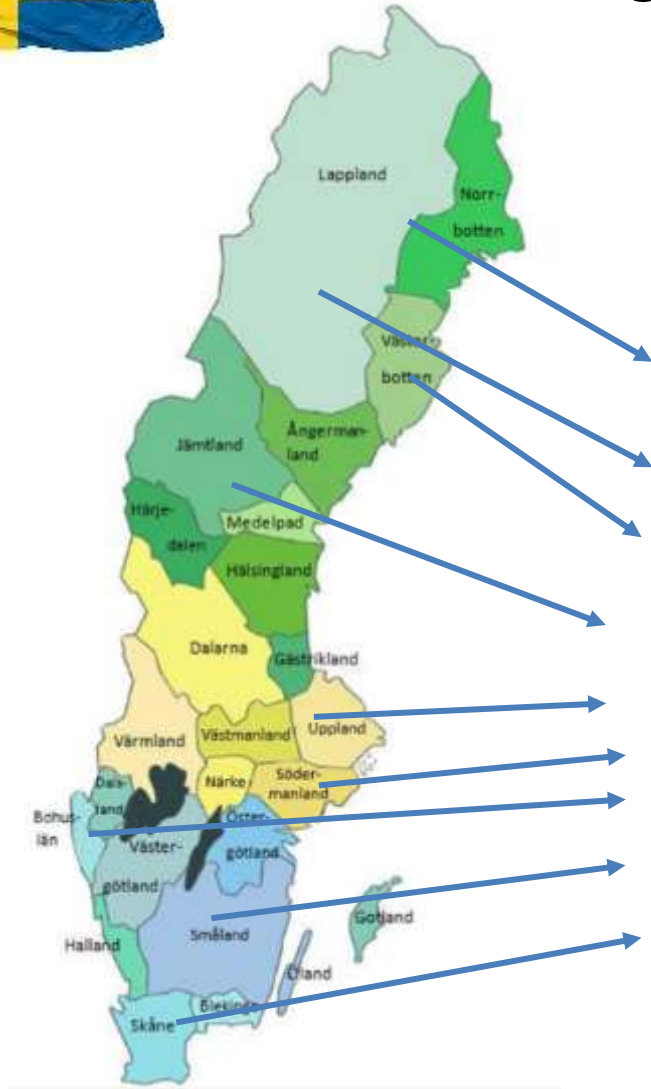 Lappland
Norr-
botten
Väster-
botten
Ångerman-
land
Jämtland
Härje-
dalen
Medelpad
Hälsingland
Dalarna
Gästrikland
Uppland
Västmanland
Värmland
Närke
Söder-
manland
Dals-
land
Bohus-
län
Öster-
götland
Väster-
götland
Gotland
Halland
Småland
Öland
Blekinge
Skåne